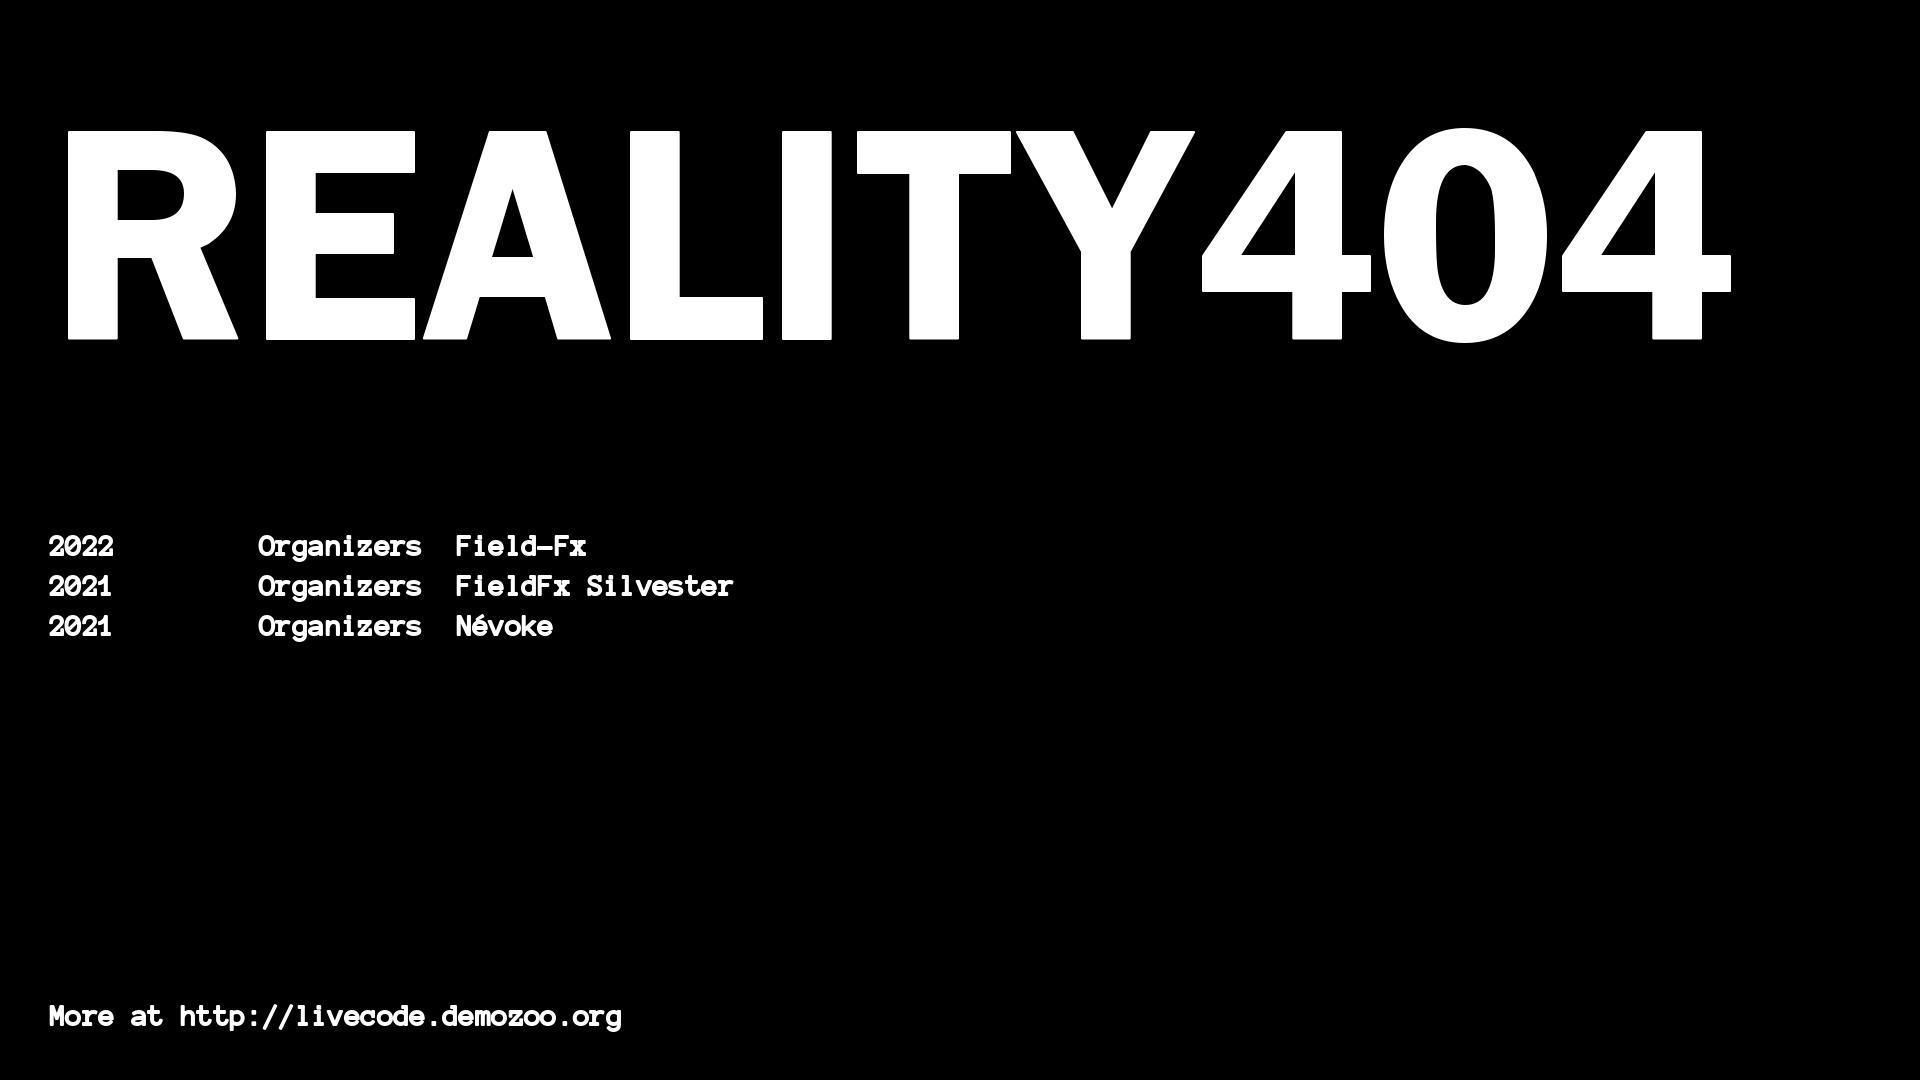 REALITY404
2022 Organizers Field-Fx
2021 Organizers FieldFx Silvester
2021 Organizers Névoke
More at http://livecode.demozoo.org